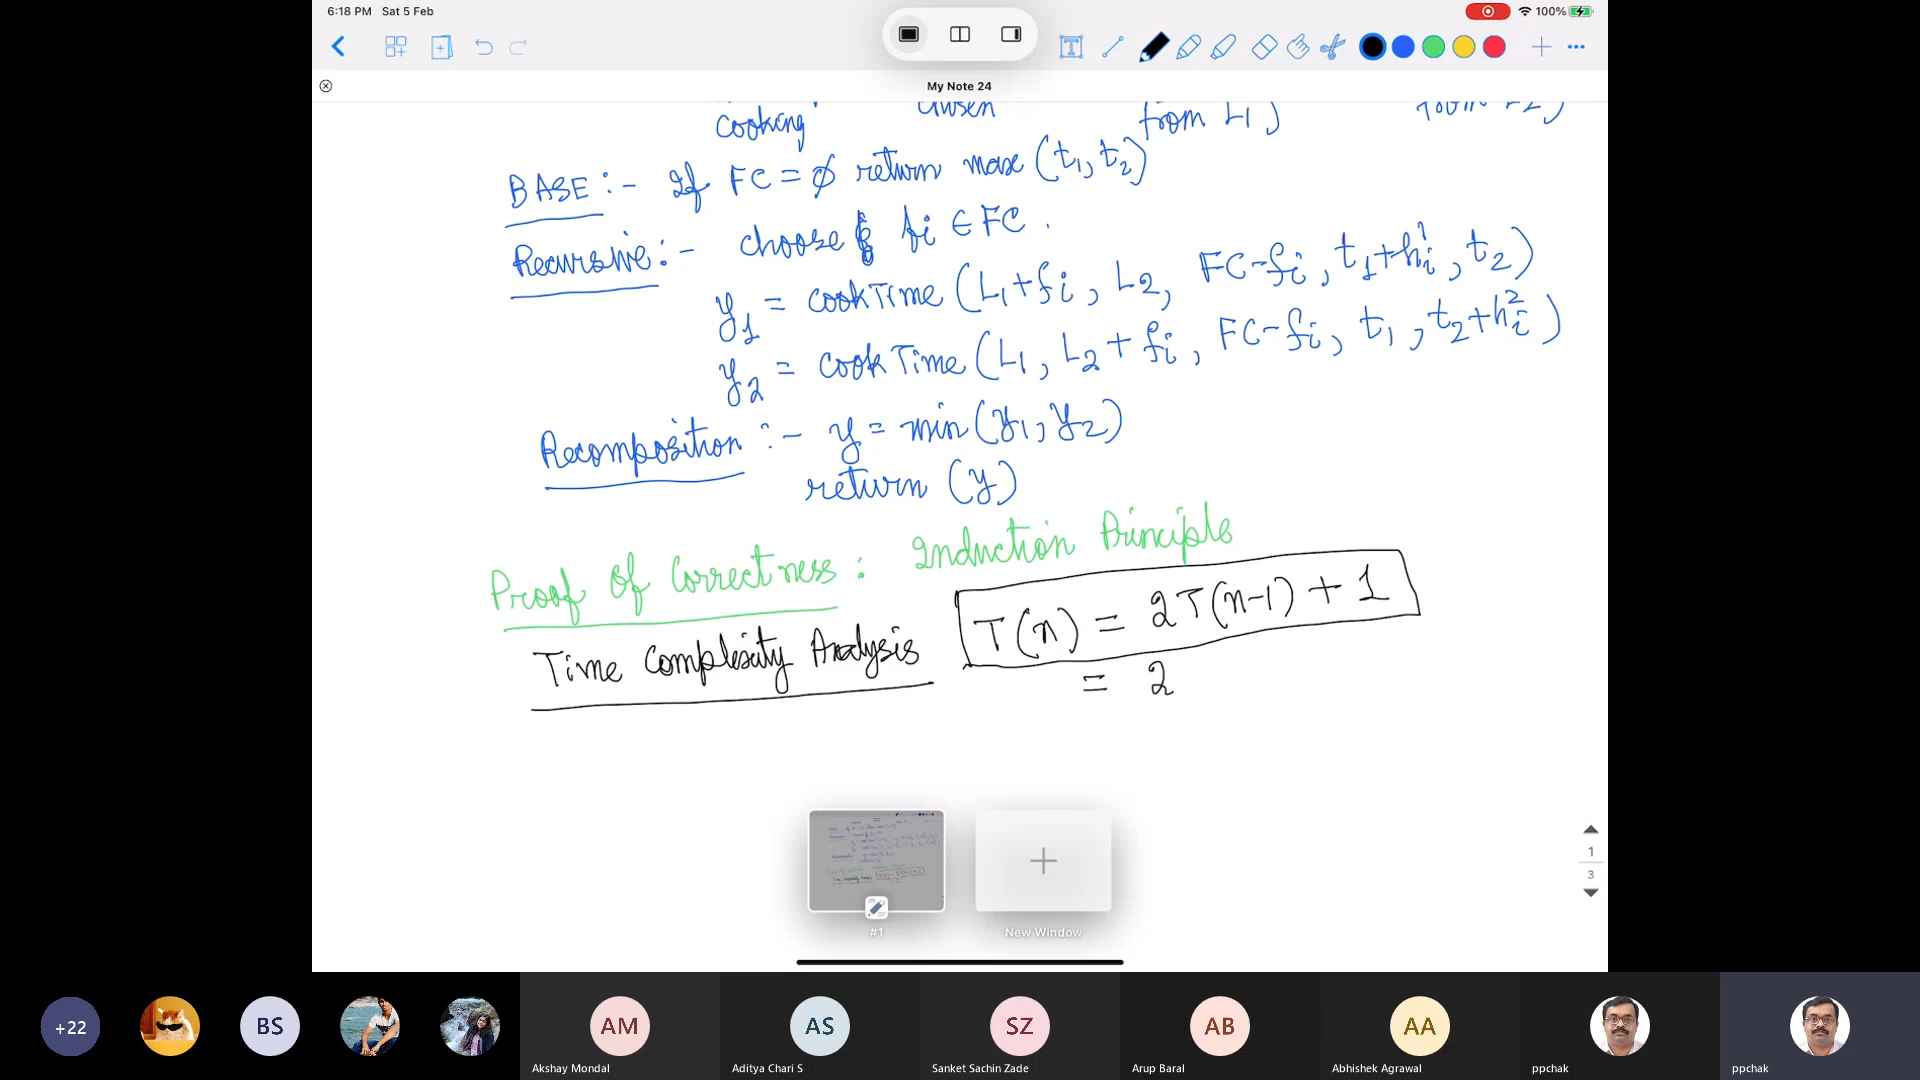 6:18 PM Sat 5 Feb
100%
My Note 24
cooking chosen from L1)
BASE :- If FC = ∅ return max (t1, t2)
Recursive :- choose fi ∈ FC .
y1 = cookTime (L1+fi, L2, FC-fi, t1+h¹i, t2)
y2 = cookTime (L1, L2+fi, FC-fi, t1, t2+h²i)
Recomposition :- y = min(y1, y2)
return (y)
Proof of Correctness : Induction Principle
Time Complexity Analysis T(n) = 2T(n-1) + 1
= 2
1
3
#1
New Window
+22
BS
AM
AS
SZ
AB
AA
Akshay Mondal
Aditya Chari S
Sanket Sachin Zade
Arup Baral
Abhishek Agrawal
ppchak
ppchak